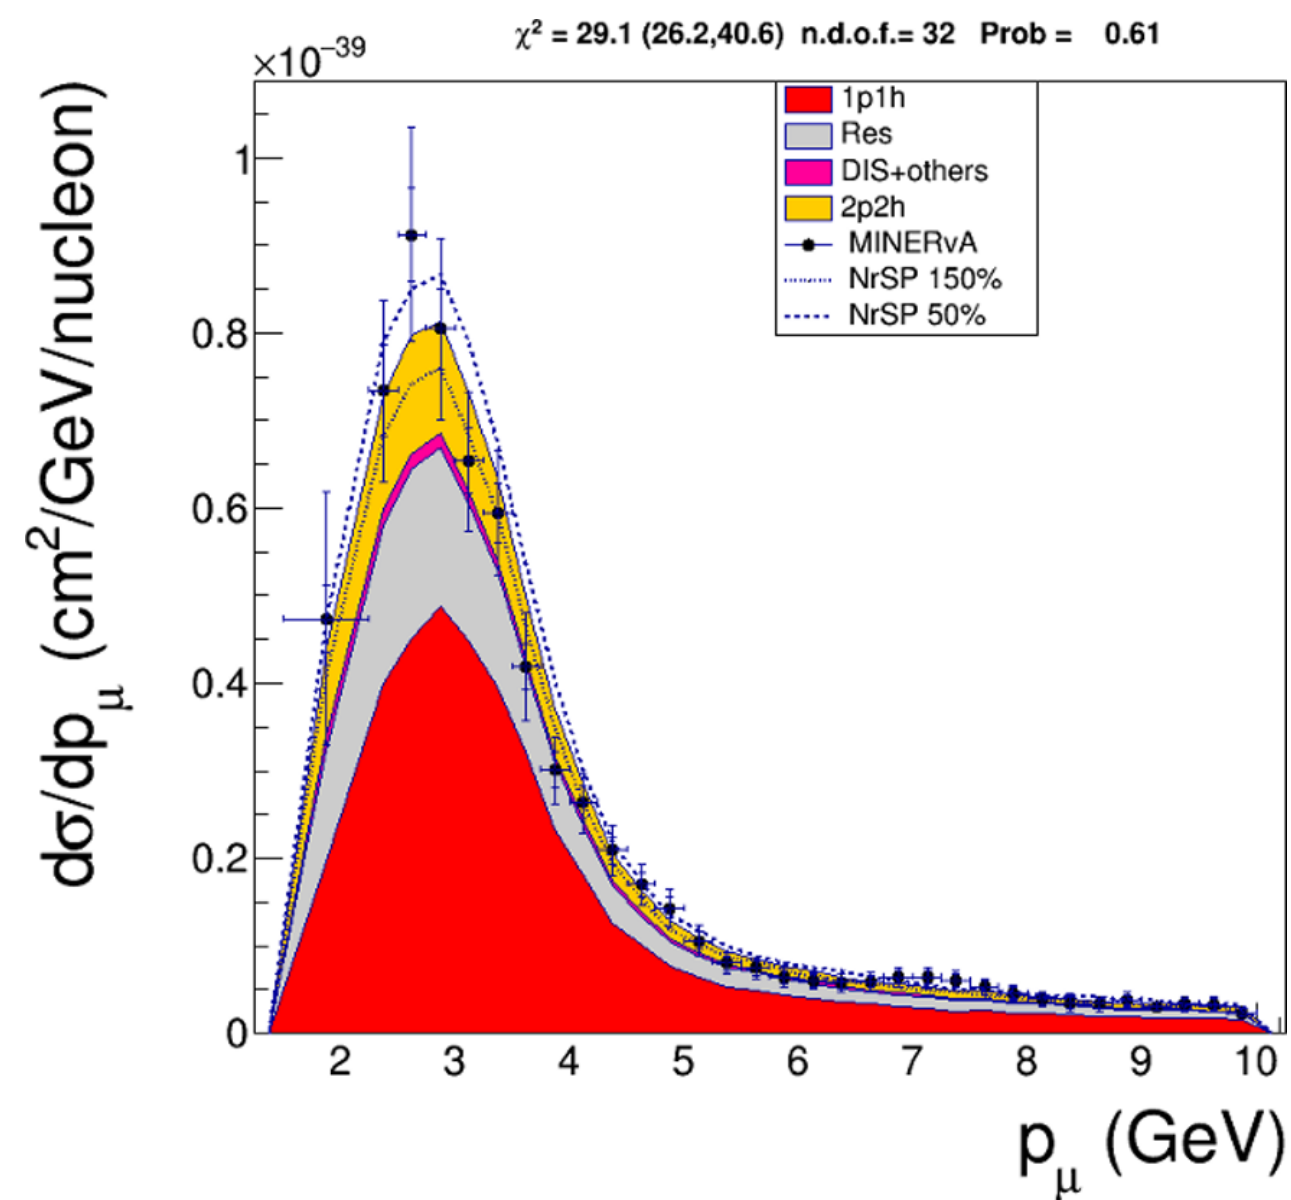 χ² = 29.1 (26.2,40.6) n.d.o.f.= 32 Prob = 0.61
×10⁻³⁹
dσ/dp_μ (cm²/GeV/nucleon)
1
0.8
0.6
0.4
0.2
0
1p1h
Res
DIS+others
2p2h
MINERvA
NrSP 150%
NrSP 50%
2 3 4 5 6 7 8 9 10
p_μ (GeV)